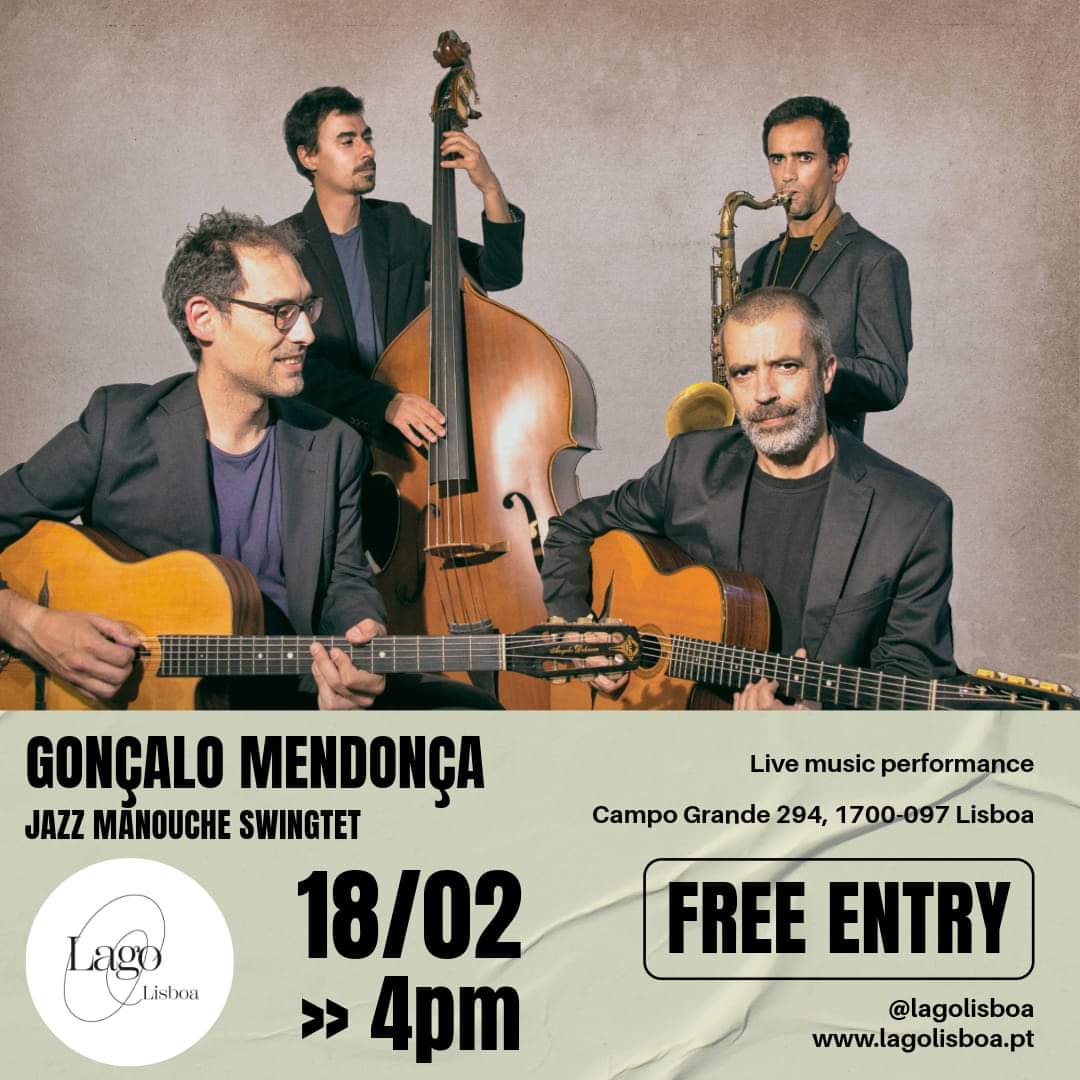 GONÇALO MENDONÇA
JAZZ MANOUCHE SWINGTET
Lago
Lisboa
18/02
>> 4pm
Live music performance
Campo Grande 294, 1700-097 Lisboa
FREE ENTRY
@lagolisboa
www.lagolisboa.pt